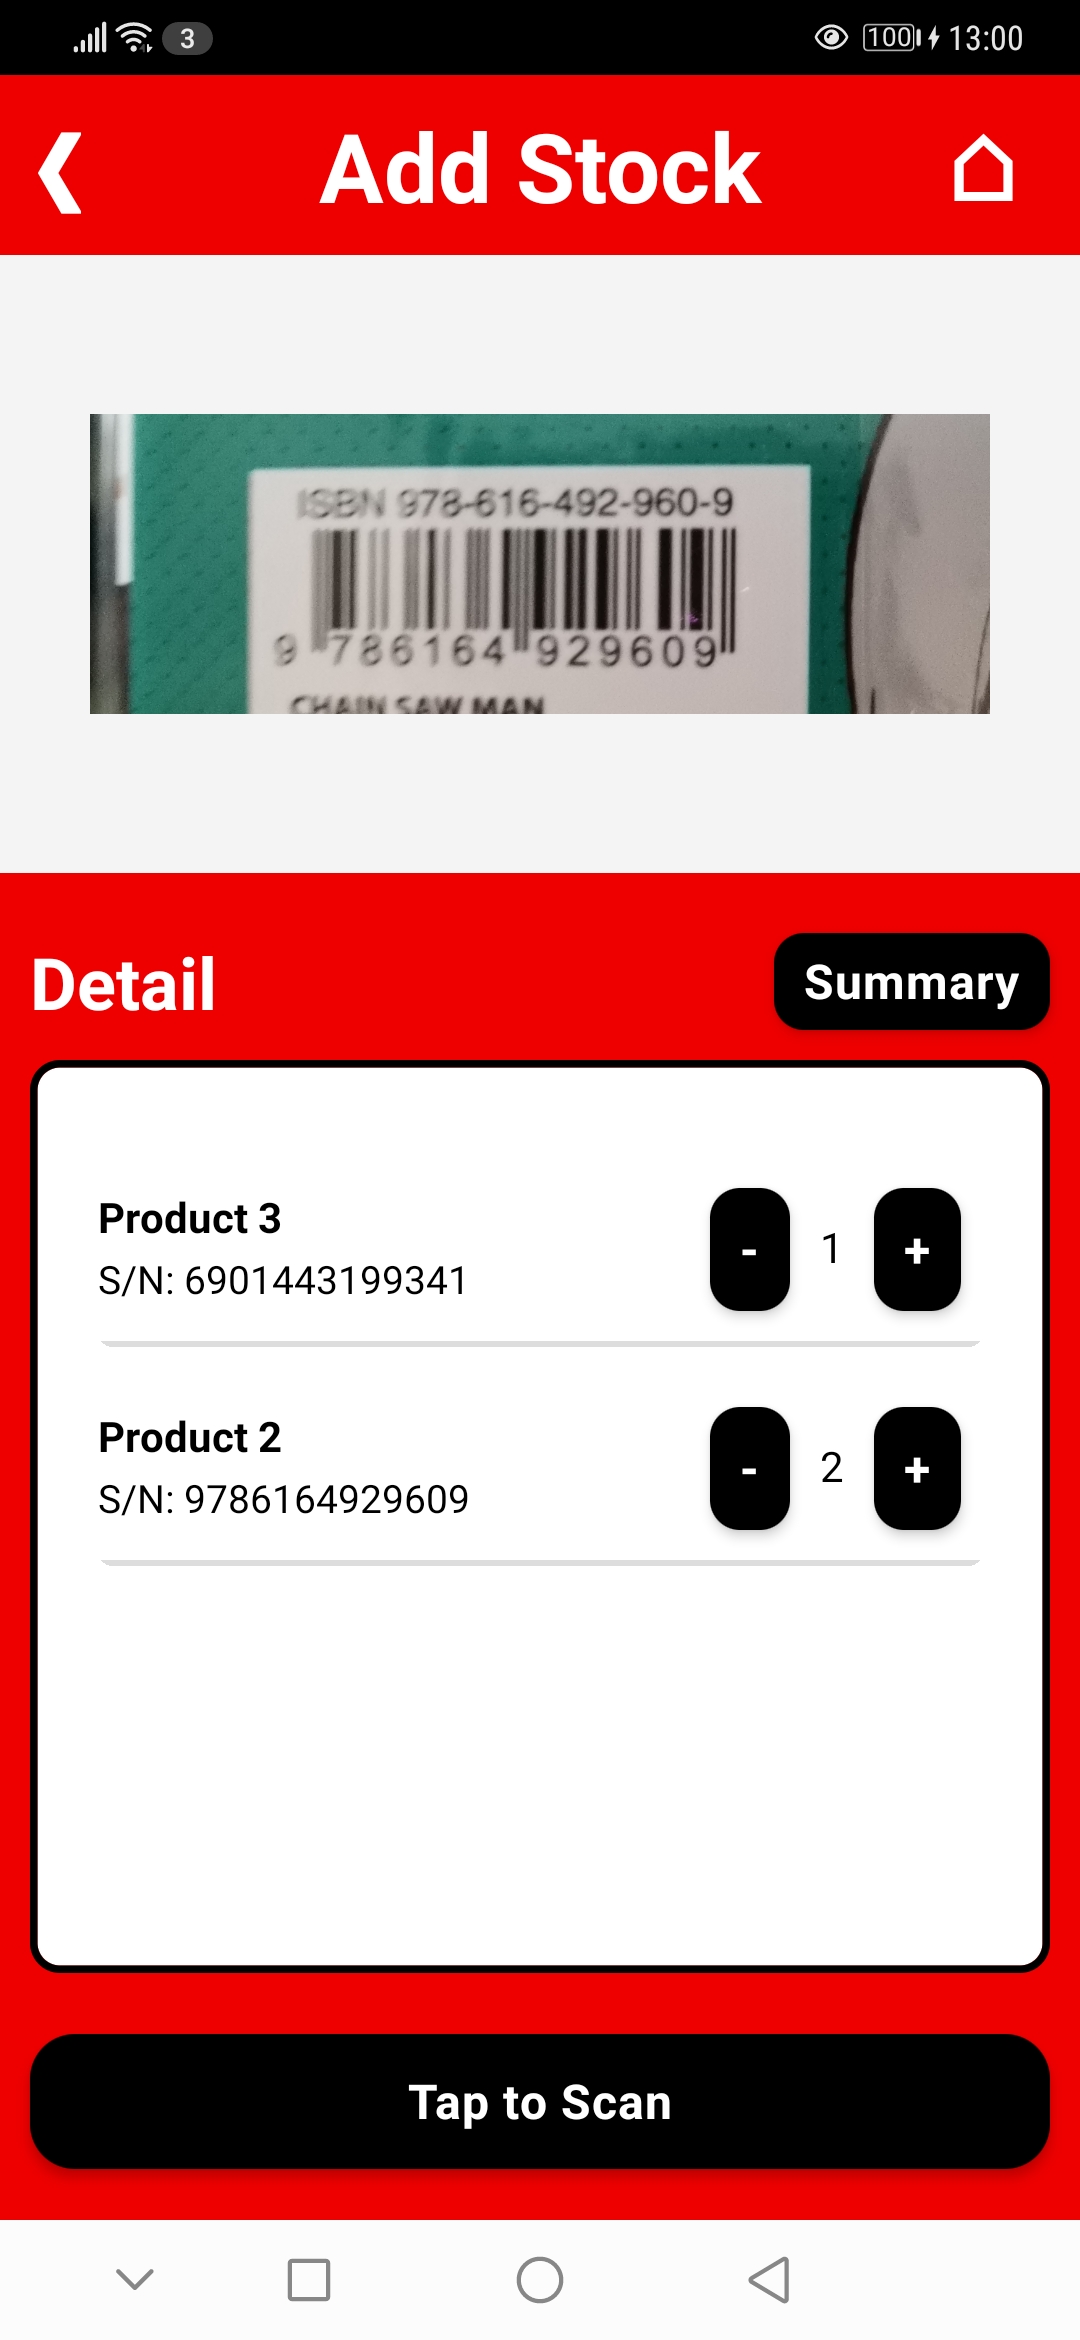 3 100 13:00
Add Stock
ISBN 978-616-492-960-9
9 786164 929609
CHAIN SAW MAN
Detail
Summary
Product 3
S/N: 6901443199341
- 1 +
Product 2
S/N: 9786164929609
- 2 +
Tap to Scan